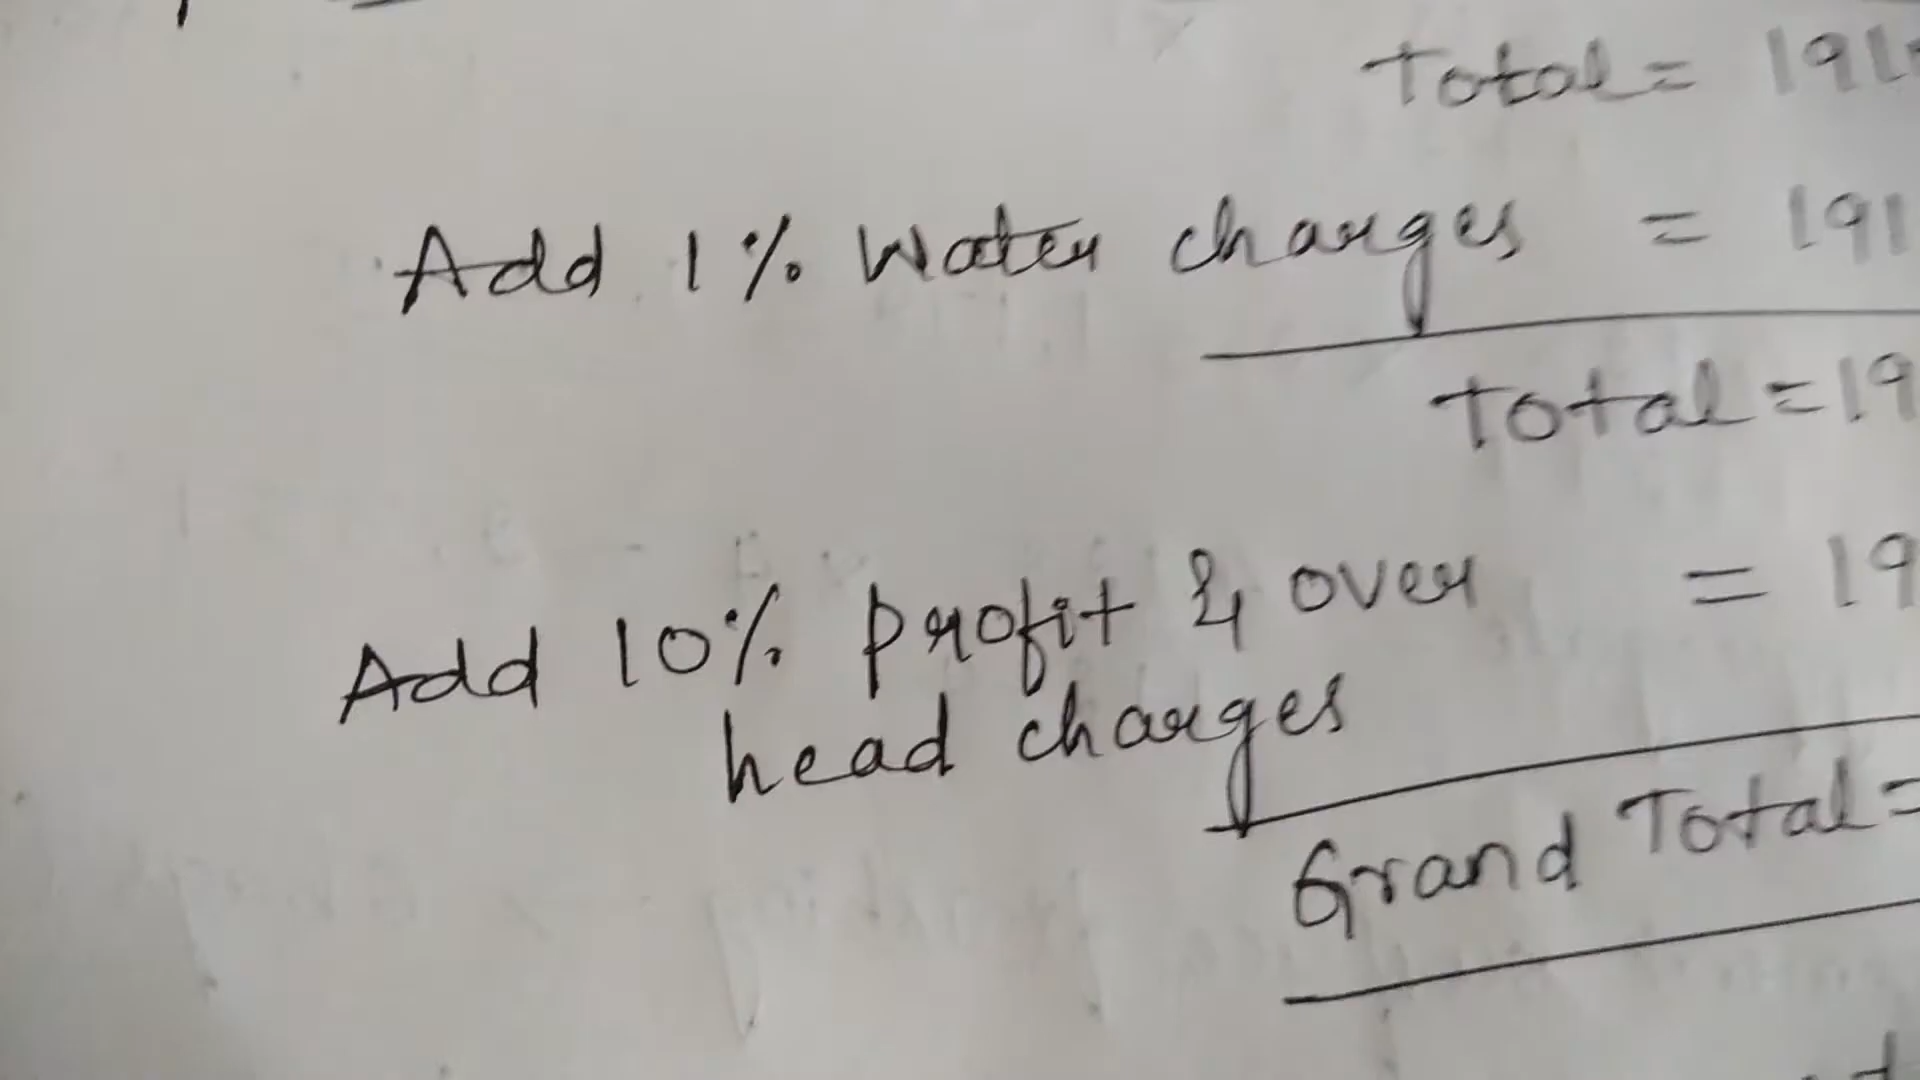 Total = 191
Add 1% Water charges = 191
Total = 19
Add 10% Profit & over = 19
head charges
Grand Total =